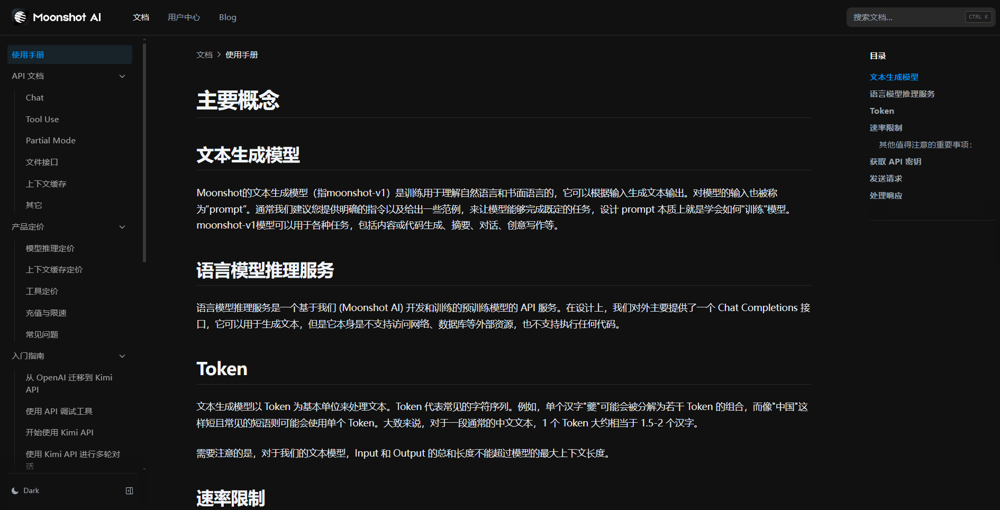 Moonshot AI
文档
用户中心
Blog
搜索文档...
CTRL K
使用手册
API 文档
Chat
Tool Use
Partial Mode
文件接口
上下文缓存
其它
产品定价
模型推理定价
上下文缓存定价
工具定价
充值与限速
常见问题
入门指南
从 OpenAI 迁移到 Kimi
API
使用 API 调试工具
开始使用 Kimi API
使用 Kimi API 进行多轮对
话
Dark
文档 > 使用手册
主要概念
文本生成模型
Moonshot的文本生成模型（指moonshot-v1）是训练用于理解自然语言和书面语言的，它可以根据输入生成文本输出。对模型的输入也被称
为“prompt”。通常我们建议您提供明确的指令以及给出一些范例，来让模型能够完成既定的任务，设计 prompt 本质上就是学会如何“训练”模型。
moonshot-v1模型可以用于各种任务，包括内容或代码生成、摘要、对话、创意写作等。
语言模型推理服务
语言模型推理服务是一个基于我们 (Moonshot AI) 开发和训练的预训练模型的 API 服务。在设计上，我们对外主要提供了一个 Chat Completions 接
口，它可以用于生成文本，但是它本身是不支持访问网络、数据库等外部资源，也不支持执行任何代码。
Token
文本生成模型以 Token 为基本单位来处理文本。Token 代表常见的字符序列。例如，单个汉字"夔"可能会被分解为若干 Token 的组合，而像"中国"这
样短且常见的短语则可能会使用单个 Token。大致来说，对于一段通常的中文文本，1 个 Token 大约相当于 1.5-2 个汉字。
需要注意的是，对于我们的文本模型，Input 和 Output 的总和长度不能超过模型的最大上下文长度。
速率限制
目录
文本生成模型
语言模型推理服务
Token
速率限制
其他值得注意的重要事项：
获取 API 密钥
发送请求
处理响应